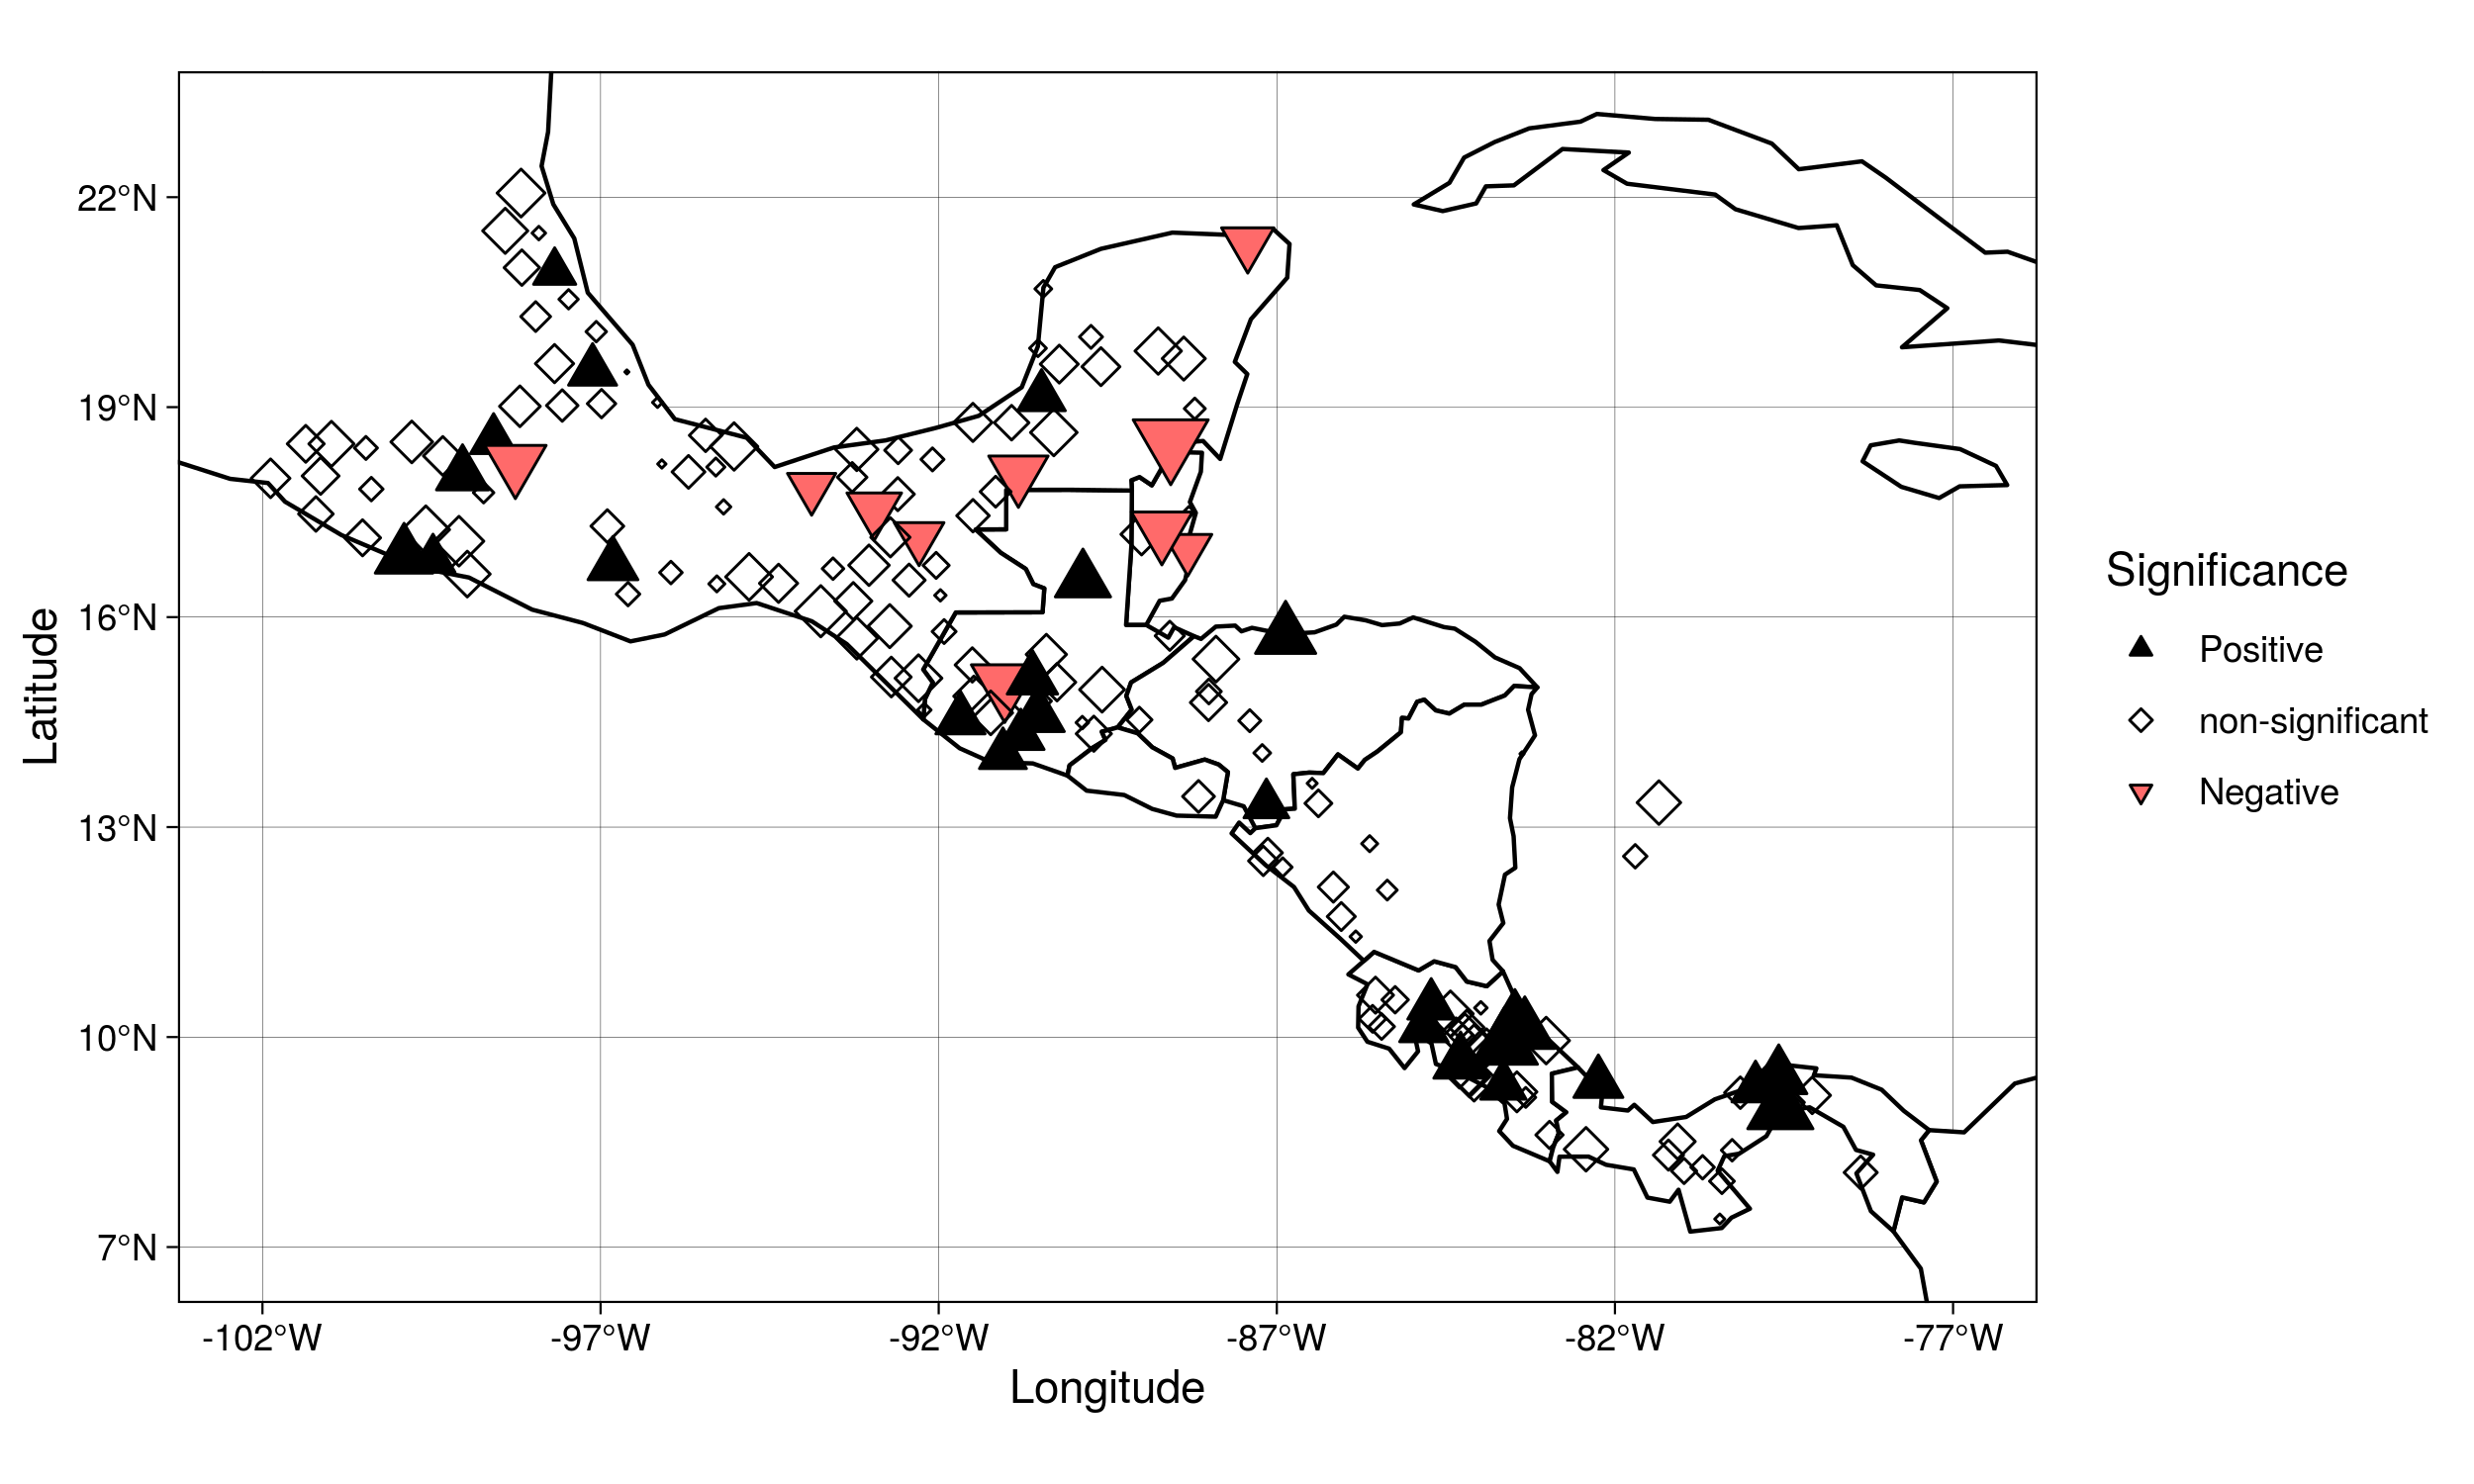 22°N
19°N
16°N
13°N
10°N
7°N
Latitude
-102°W
-97°W
-92°W
-87°W
-82°W
-77°W
Longitude
Significance
Positive
non-significant
Negative